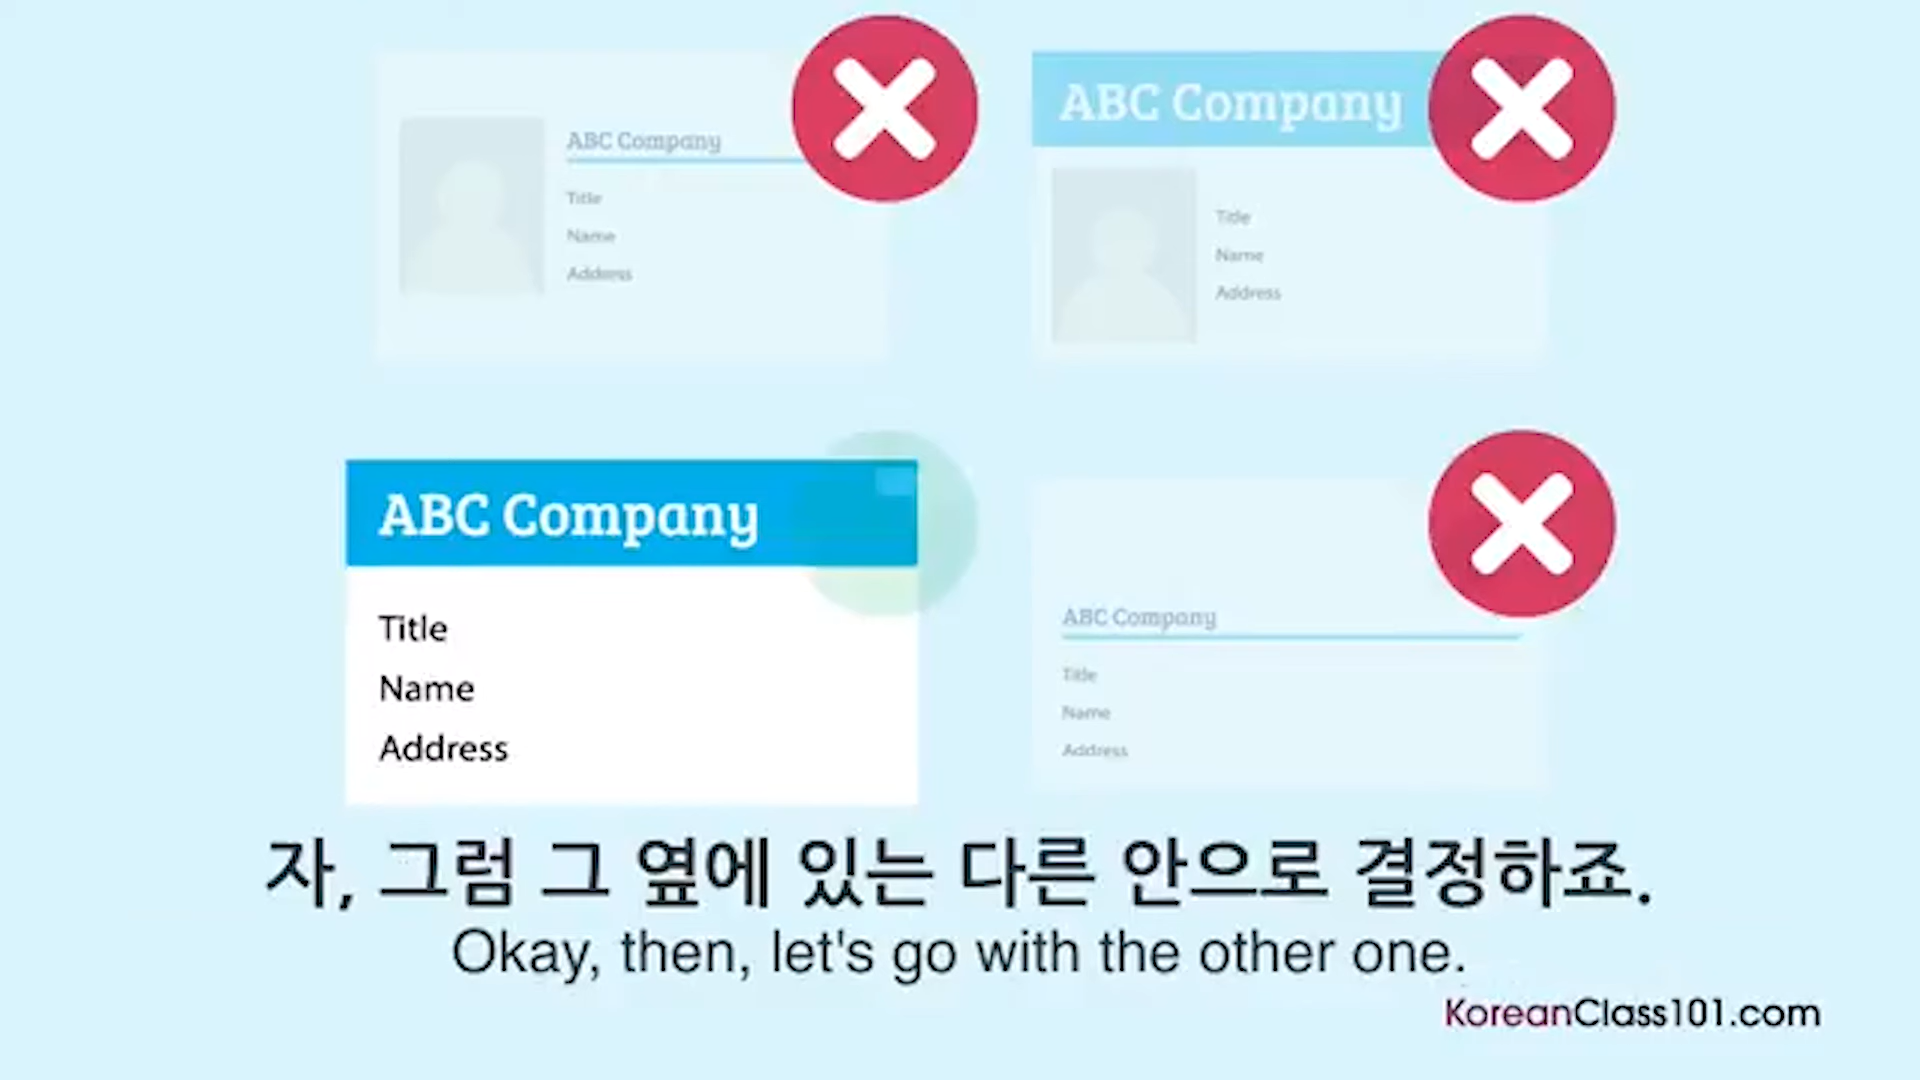 ABC Company
Title
Name
Address
ABC Company
Title
Name
Address
ABC Company
Title
Name
Address
ABC Company
Title
Name
Address
자, 그럼 그 옆에 있는 다른 안으로 결정하죠.
Okay, then, let's go with the other one.
KoreanClass101.com